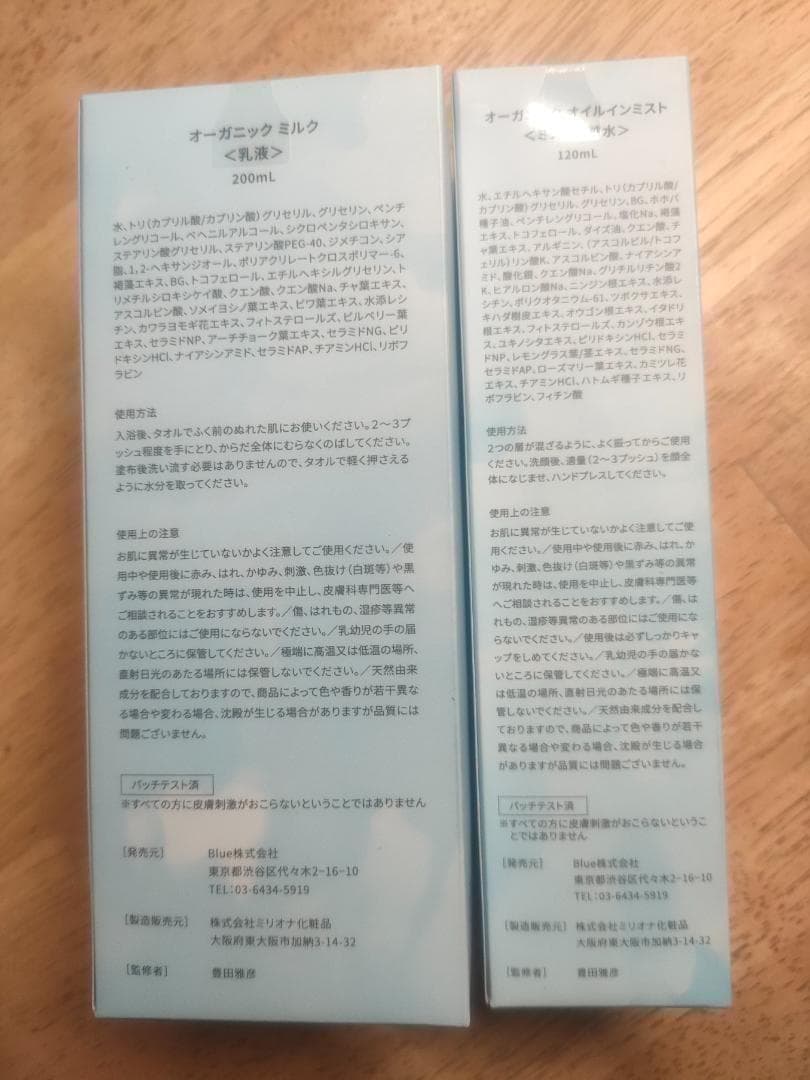 オーガニック ミルク
＜乳液＞
200mL
水、トリ(カプリル酸/カプリン酸)グリセリル、グリセリン、ペンチ
レングリコール、ベヘニルアルコール、シクロペンタシロキサン、
ステアリン酸グリセリル、ステアリン酸PEG-40、ジメチコン、シア
脂、1,2-ヘキサンジオール、ポリアクリレートクロスポリマー-6、
褐藻エキス、BG、トコフェロール、エチルヘキシルグリセリン、ト
リメチルシロキシケイ酸、クエン酸、クエン酸Na、チャ葉エキス、
アスコルビン酸、ソメイヨシノ葉エキス、ビワ葉エキス、水添レシ
チン、カワラヨモギ花エキス、フィトステロールズ、ビルベリー葉
エキス、セラミドNP、アーチチョーク葉エキス、セラミドNG、ピリ
ドキシンHCl、ナイアシンアミド、セラミドAP、チアミンHCl、リボフ
ラビン
使用方法
入浴後、タオルでふく前のぬれた肌にお使いください。2〜3プ
ッシュ程度を手にとり、からだ全体にむらなくのばしてください。
塗布後洗い流す必要はありませんので、タオルで軽く押さえる
ように水分を取ってください。
使用上の注意
お肌に異常が生じていないかよく注意してご使用ください。／使
用中や使用後に赤み、はれ、かゆみ、刺激、色抜け(白斑等)や黒
ずみ等の異常が現れた時は、使用を中止し、皮膚科専門医等へ
ご相談されることをおすすめします。／傷、はれもの、湿疹等異常
のある部位にはご使用にならないでください。／乳幼児の手の届
かないところに保管してください。／極端に高温又は低温の場所、
直射日光のあたる場所には保管しないでください。／天然由来
成分を配合しておりますので、商品によって色や香りが若干異な
る場合や変わる場合、沈殿が生じる場合がありますが品質には
問題ございません。
パッチテスト済
※すべての方に皮膚刺激がおこらないということではありません
［発売元］ Blue株式会社
東京都渋谷区代々木2-16-10
TEL:03-6434-5919
［製造販売元］ 株式会社ミリオナ化粧品
大阪府東大阪市加納3-14-32
［監修者］ 豊田雅彦
オーガ オイルインミスト
水＞
120mL
水、エチルヘキサン酸セチル、トリ(カプリル酸/
カプリン酸)グリセリル、グリセリン、BG、ホホバ
種子油、ペンチレングリコール、塩化Na、褐藻
エキス、トコフェロール、ダイズ油、クエン酸、チ
ャ葉エキス、アルギニン、(アスコルビル/トコフ
ェリル)リン酸K、アスコルビン酸、ナイアシンア
ミド、酸化銀、クエン酸Na、グリチルリチン酸2
K、ヒアルロン酸Na、ニンジン根エキス、水添レ
シチン、ポリクオタニウム-61、ツボクサエキス、
キハダ樹皮エキス、オウゴン根エキス、イタドリ
根エキス、フィトステロールズ、カンゾウ根エキ
ス、ユキノシタエキス、ピリドキシンHCl、セラミ
ドNP、レモングラス葉/茎エキス、セラミドNG、
セラミドAP、ローズマリー葉エキス、カミツレ花
エキス、チアミンHCl、ハトムギ種子エキス、リ
ボフラビン、フィチン酸
使用方法
2つの層が混ざるように、よく振ってからご使用
ください。洗顔後、適量(2〜3プッシュ)を顔全
体になじませ、ハンドプレスしてください。
使用上の注意
お肌に異常が生じていないかよく注意してご使
用ください。／使用中や使用後に赤み、はれ、か
ゆみ、刺激、色抜け(白斑等)や黒ずみ等の異常
が現れた時は、使用を中止し、皮膚科専門医等
へご相談されることをおすすめします。／傷、は
れもの、湿疹等異常のある部位にはご使用にな
らないでください。／使用後は必ずしっかりキャ
ップをしめてください。／乳幼児の手の届かな
いところに保管してください。／極端に高温又
は低温の場所、直射日光のあたる場所には保
管しないでください。／天然由来成分を配合し
ておりますので、商品によって色や香りが若干
異なる場合や変わる場合、沈殿が生じる場合
がありますが品質には問題ございません。
パッチテスト済
※すべての方に皮膚刺激がおこらないというこ
とではありません
［発売元］ Blue株式会社
東京都渋谷区代々木2-16-10
TEL:03-6434-5919
［製造販売元］ 株式会社ミリオナ化粧品
大阪府東大阪市加納3-14-32
［監修者］ 豊田雅彦